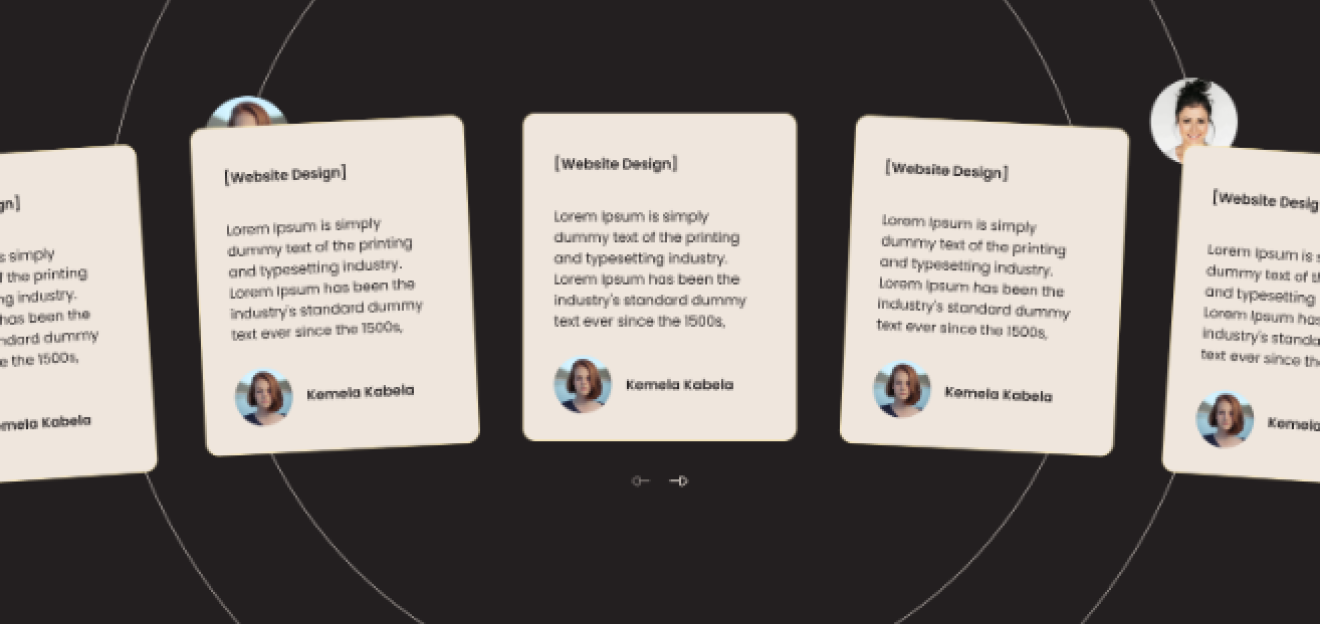 gn]
s simply
f the printing
ng industry.
has been the
ndard dummy
e the 1500s,
mela Kabela
[Website Design]
Lorem Ipsum is simply
dummy text of the printing
and typesetting industry.
Lorem Ipsum has been the
industry's standard dummy
text ever since the 1500s,
Kemela Kabela
[Website Design]
Lorem Ipsum is simply
dummy text of the printing
and typesetting industry.
Lorem Ipsum has been the
industry's standard dummy
text ever since the 1500s,
Kemela Kabela
[Website Design]
Lorem Ipsum is simply
dummy text of the printing
and typesetting industry.
Lorem Ipsum has been the
industry's standard dummy
text ever since the 1500s,
Kemela Kabela
[Website Desig
Lorem Ipsum is s
dummy text of t
and typesetting
Lorem Ipsum has
industry's standa
text ever since th
Kemela